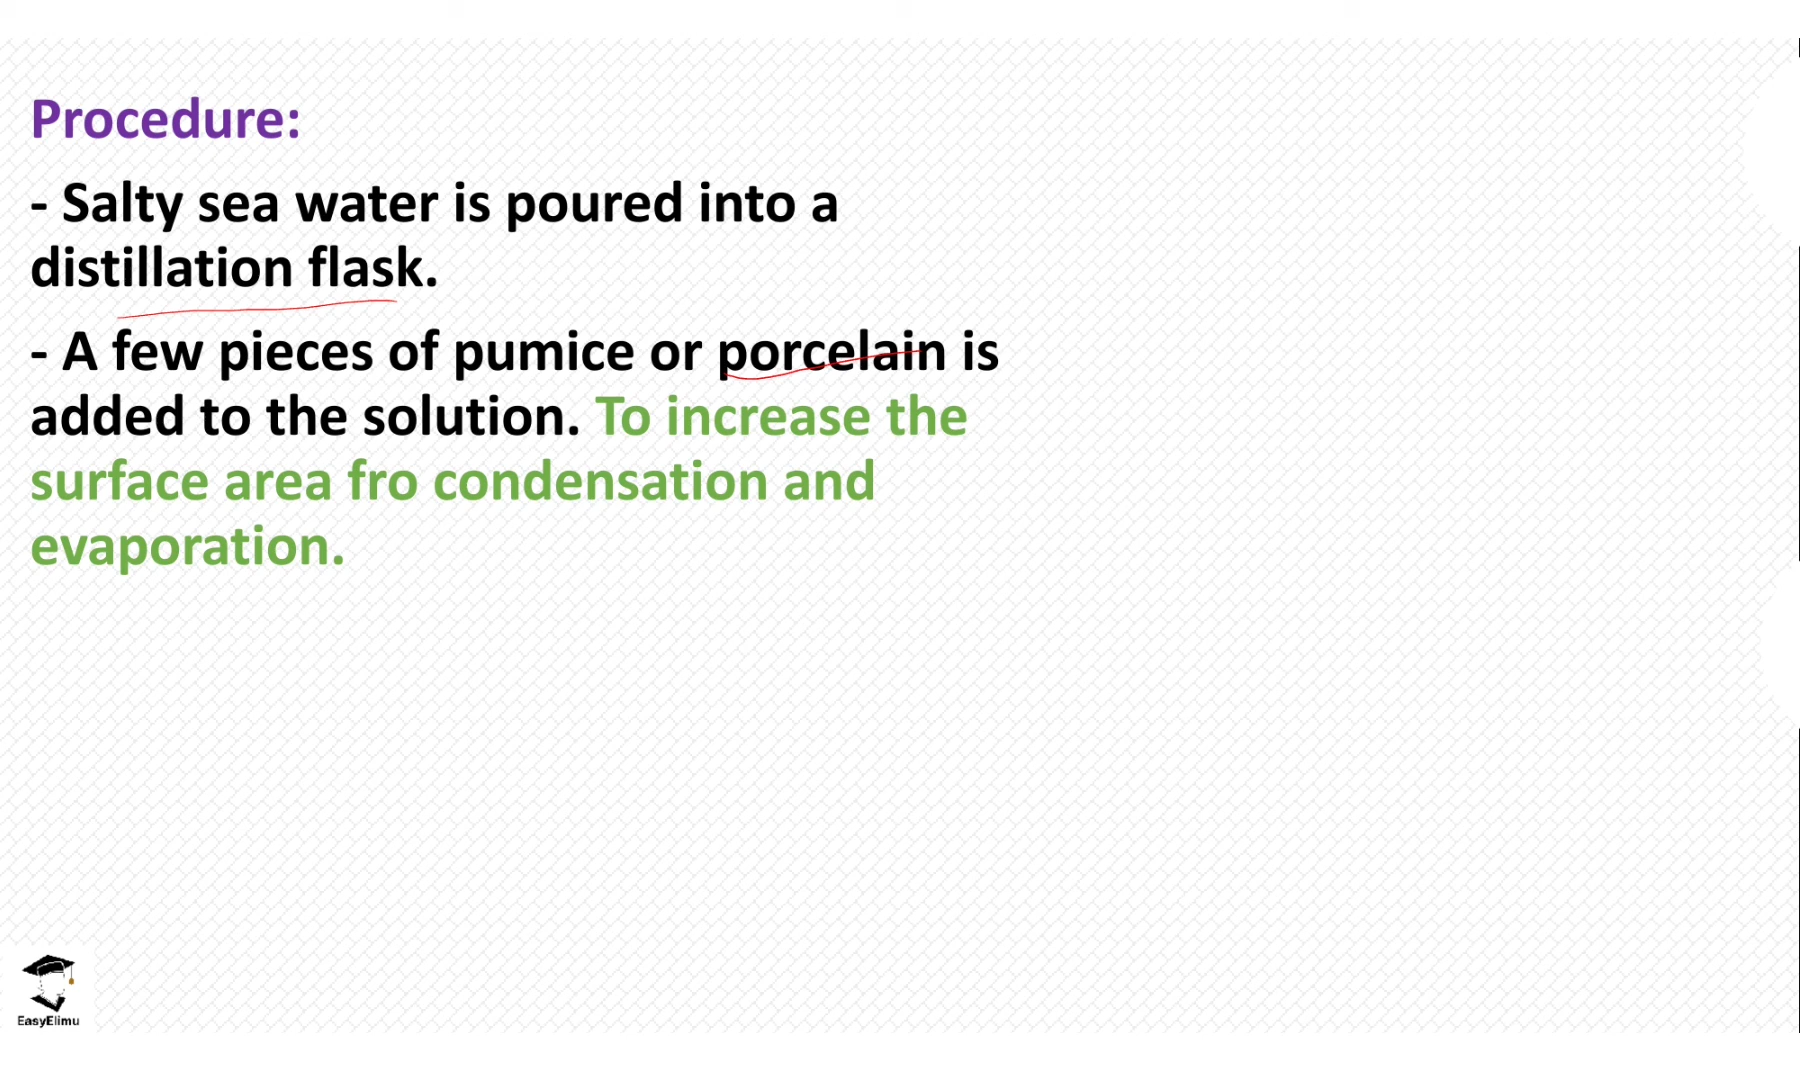 Procedure:
- Salty sea water is poured into a
distillation flask.
- A few pieces of pumice or porcelain is
added to the solution. To increase the
surface area fro condensation and
evaporation.
EasyElimu